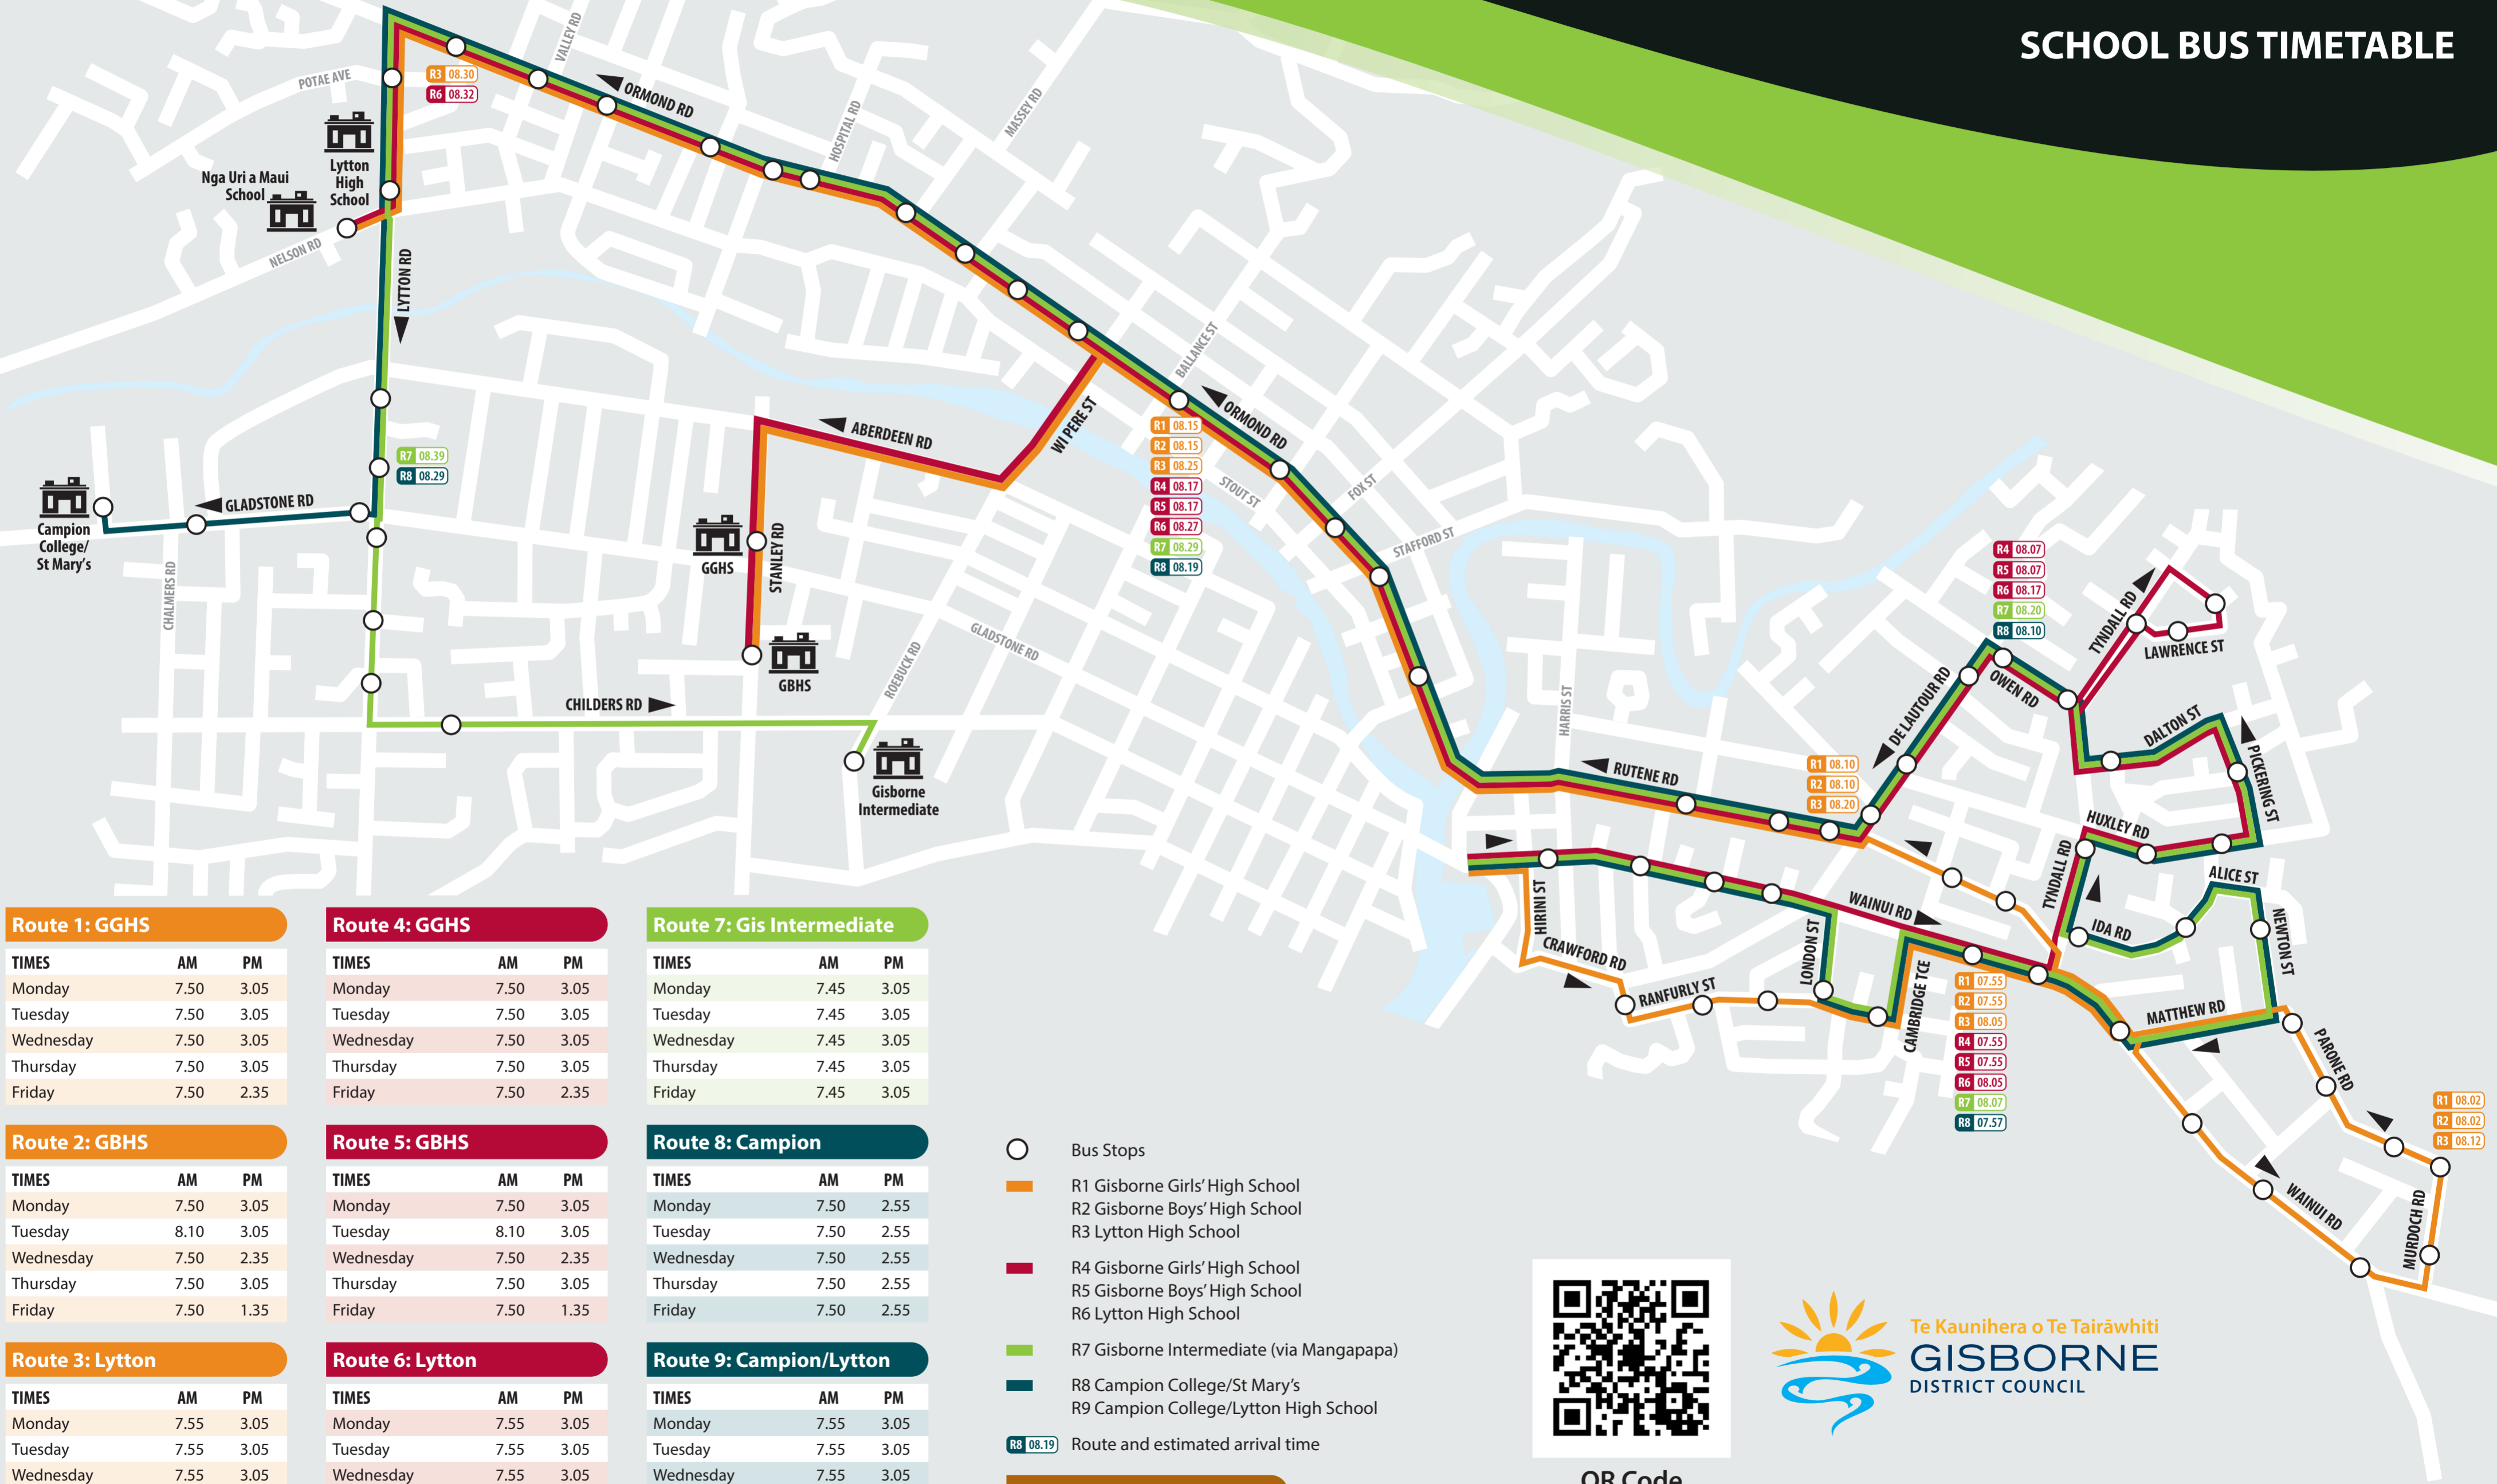 SCHOOL BUS TIMETABLE
VALLEY RD
POTAE AVE
R3 08.30
R6 08.32
ORMOND RD
HOSPITAL RD
MASSEY RD
Lytton
High
School
Nga Uri a Maui
School
NELSON RD
LYTTON RD
BALLANCE ST
ORMOND RD
WI PERE ST
ABERDEEN RD
R1 08.15
R2 08.15
R3 08.25
R4 08.17
R5 08.17
R6 08.27
R7 08.29
R8 08.19
STOUT ST
FOX ST
STAFFORD ST
R7 08.39
R8 08.29
GLADSTONE RD
Campion
College/
St Mary's
CHALMERS RD
GGHS
STANLEY RD
GBHS
ROEBUCK RD
GLADSTONE RD
CHILDERS RD
Gisborne
Intermediate
HARRIS ST
R4 08.07
R5 08.07
R6 08.17
R7 08.20
R8 08.10
TYNDALL RD
LAWRENCE ST
OWEN RD
DE LAUTOUR RD
DALTON ST
PICKERING ST
RUTENE RD
R1 08.10
R2 08.10
R3 08.20
HUXLEY RD
TYNDALL RD
ALICE ST
IDA RD
NEWTON ST
WAINUI RD
HIRINI ST
CRAWFORD RD
RANFURLY ST
LONDON ST
CAMBRIDGE TCE
R1 07.55
R2 07.55
R3 08.05
R4 07.55
R5 07.55
R6 08.05
R7 08.07
R8 07.57
MATTHEW RD
PARONE RD
R1 08.02
R2 08.02
R3 08.12
WAINUI RD
MURDOCH RD
Route 1: GGHS
TIMES AM PM
Monday 7.50 3.05
Tuesday 7.50 3.05
Wednesday 7.50 3.05
Thursday 7.50 3.05
Friday 7.50 2.35
Route 4: GGHS
TIMES AM PM
Monday 7.50 3.05
Tuesday 7.50 3.05
Wednesday 7.50 3.05
Thursday 7.50 3.05
Friday 7.50 2.35
Route 7: Gis Intermediate
TIMES AM PM
Monday 7.45 3.05
Tuesday 7.45 3.05
Wednesday 7.45 3.05
Thursday 7.45 3.05
Friday 7.45 3.05
Route 2: GBHS
TIMES AM PM
Monday 7.50 3.05
Tuesday 8.10 3.05
Wednesday 7.50 2.35
Thursday 7.50 3.05
Friday 7.50 1.35
Route 5: GBHS
TIMES AM PM
Monday 7.50 3.05
Tuesday 8.10 3.05
Wednesday 7.50 2.35
Thursday 7.50 3.05
Friday 7.50 1.35
Route 8: Campion
TIMES AM PM
Monday 7.50 2.55
Tuesday 7.50 2.55
Wednesday 7.50 2.55
Thursday 7.50 2.55
Friday 7.50 2.55
Route 3: Lytton
TIMES AM PM
Monday 7.55 3.05
Tuesday 7.55 3.05
Wednesday 7.55 3.05
Route 6: Lytton
TIMES AM PM
Monday 7.55 3.05
Tuesday 7.55 3.05
Wednesday 7.55 3.05
Route 9: Campion/Lytton
TIMES AM PM
Monday 7.55 3.05
Tuesday 7.55 3.05
Wednesday 7.55 3.05
Bus Stops
R1 Gisborne Girls' High School
R2 Gisborne Boys' High School
R3 Lytton High School
R4 Gisborne Girls' High School
R5 Gisborne Boys' High School
R6 Lytton High School
R7 Gisborne Intermediate (via Mangapapa)
R8 Campion College/St Mary's
R9 Campion College/Lytton High School
R8 08.19 Route and estimated arrival time
QR Code
Te Kaunihera o Te Tairāwhiti
GISBORNE
DISTRICT COUNCIL